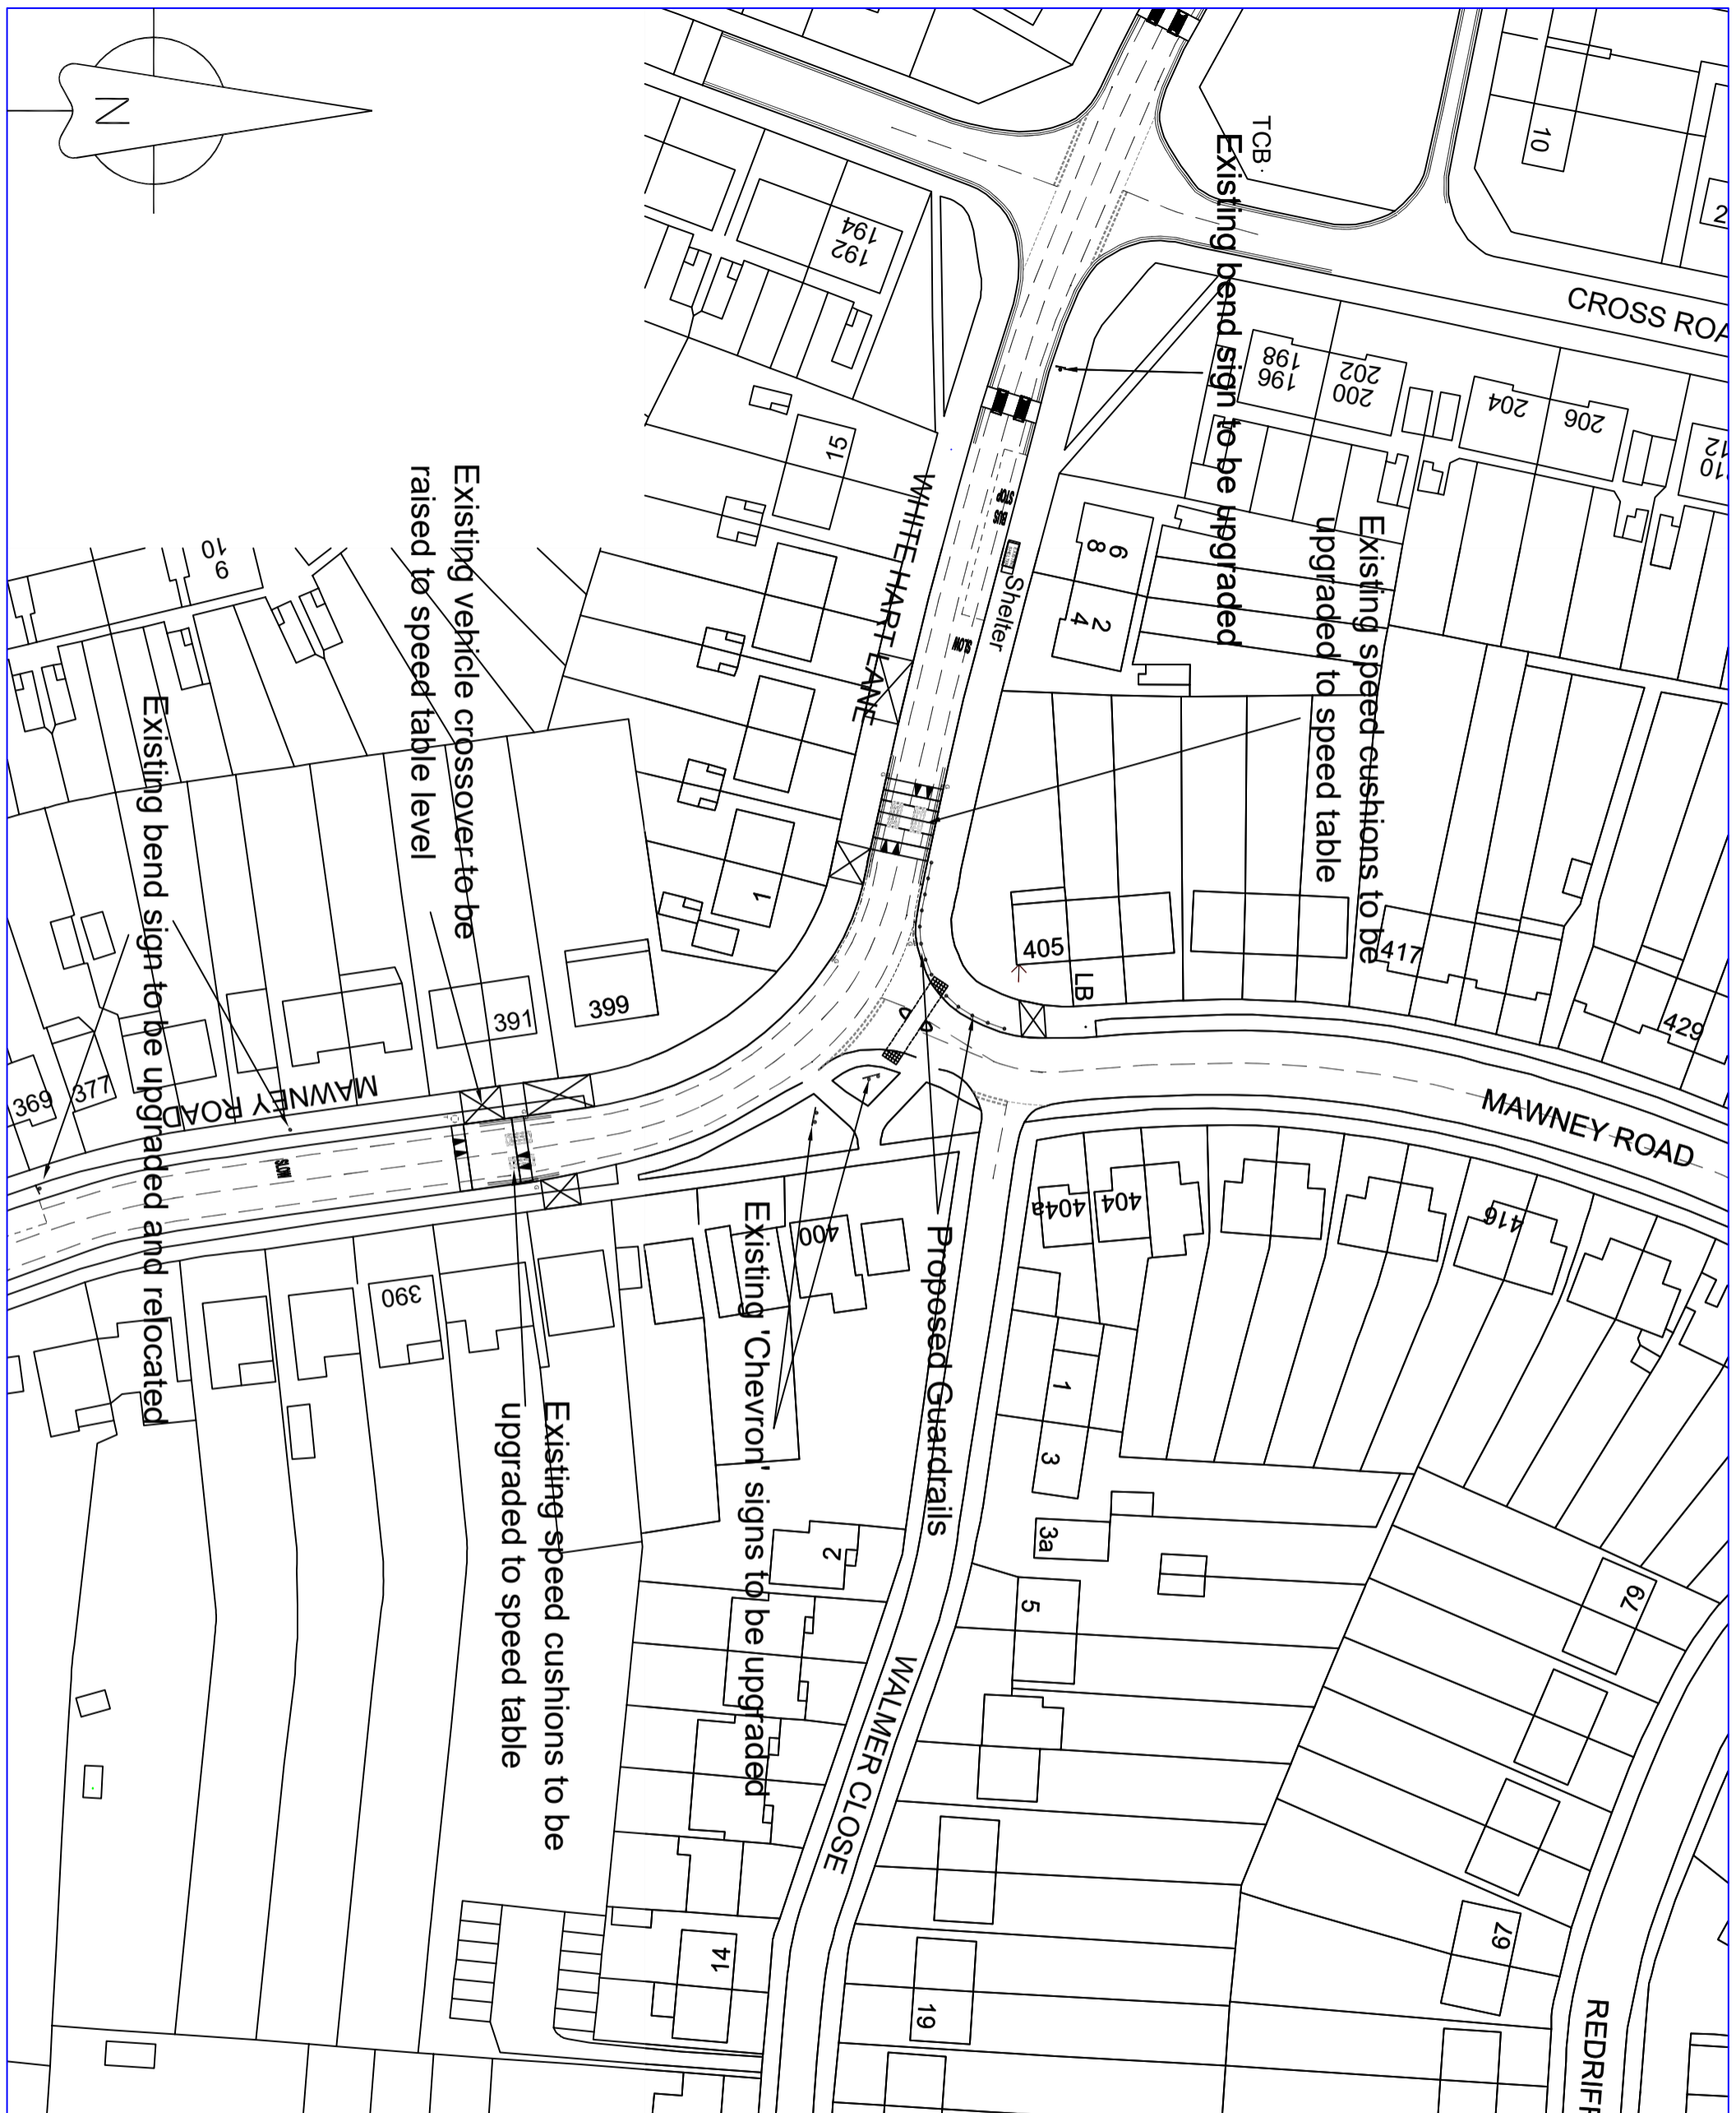 N
TCB
Existing bend sign to be upgraded
10
2
CROSS ROA
192
194
196
198
200
202
204
206
210
212
Existing speed cushions to be
upgraded to speed table
15
WHITE HART LANE
BUS
STOP
Shelter
SLOW
6
8
2
4
Existing vehicle crossover to be
raised to speed table level
9
10
1
405
LB
417
429
Existing bend sign to be upgraded and relocated
391
399
369
377
MAWNEY ROAD
SLOW
MAWNEY ROAD
Existing 'Chevron' signs to be upgraded
Proposed Guardrails
400
404a
404
416
390
Existing speed cushions to be
upgraded to speed table
1
3
3a
5
2
79
WALMER CLOSE
14
19
67
REDRIF